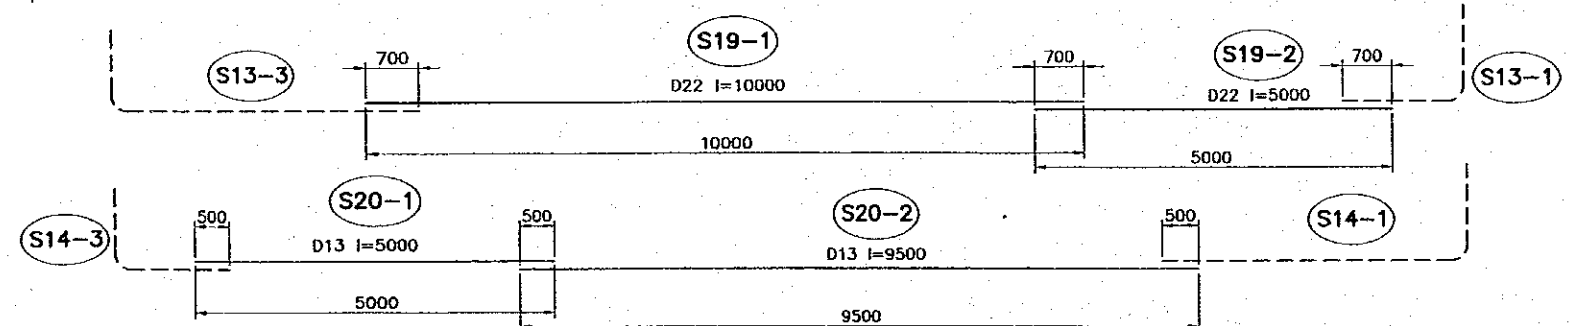 S13-3
700
S19-1
D22 l=10000
700
S19-2
D22 l=5000
700
S13-1
10000
5000
S14-3
500
S20-1
D13 l=5000
500
S20-2
D13 l=9500
500
S14-1
5000
9500